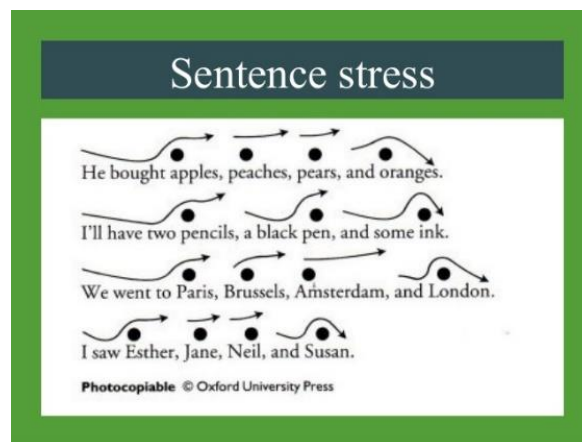 Sentence stress
He bought apples, peaches, pears, and oranges.
I'll have two pencils, a black pen, and some ink.
We went to Paris, Brussels, Amsterdam, and London.
I saw Esther, Jane, Neil, and Susan.
Photocopiable © Oxford University Press